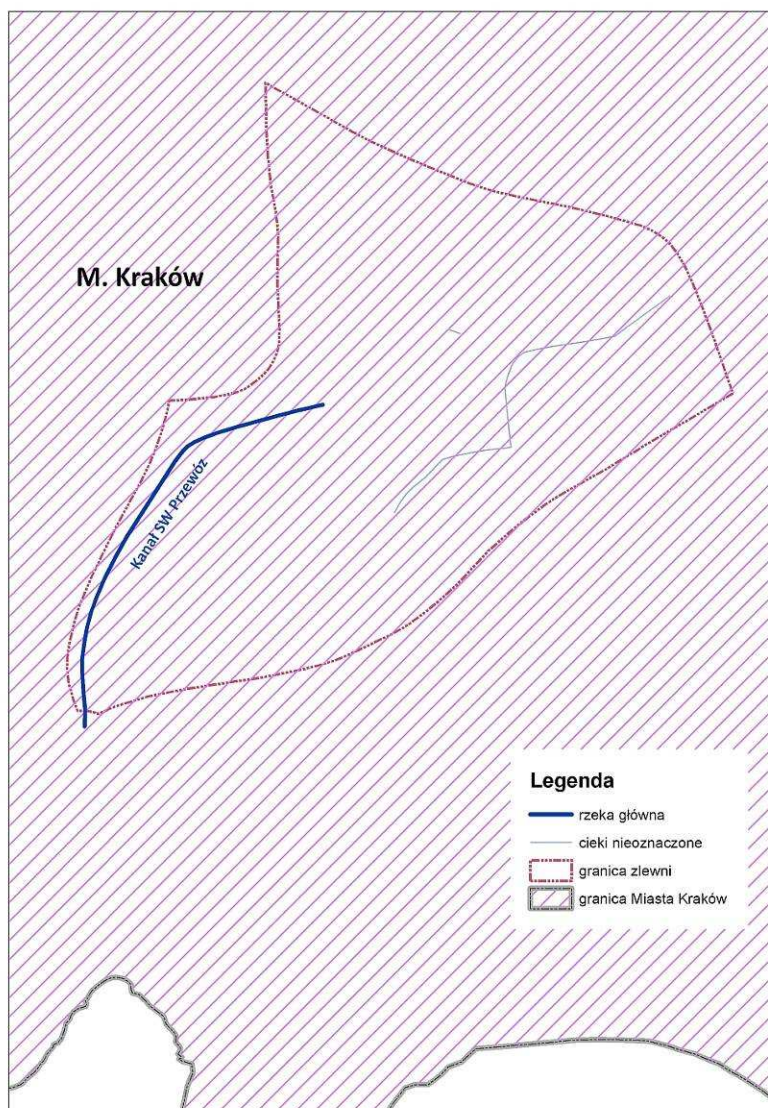 M. Kraków
Kanał SW Przewóz
Legenda
rzeka główna
cieki nieoznaczone
granica zlewni
granica Miasta Kraków